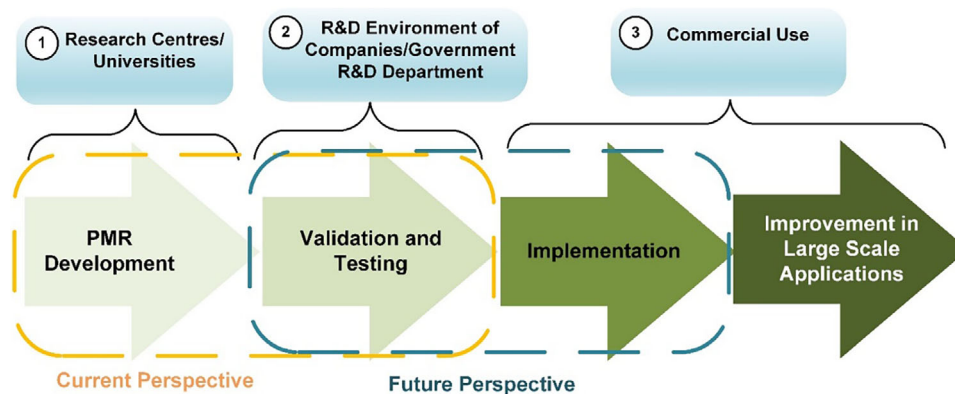 1
Research Centres/
Universities
2
R&D Environment of
Companies/Government
R&D Department
3
Commercial Use
PMR
Development
Validation and
Testing
Implementation
Improvement in
Large Scale
Applications
Current Perspective
Future Perspective